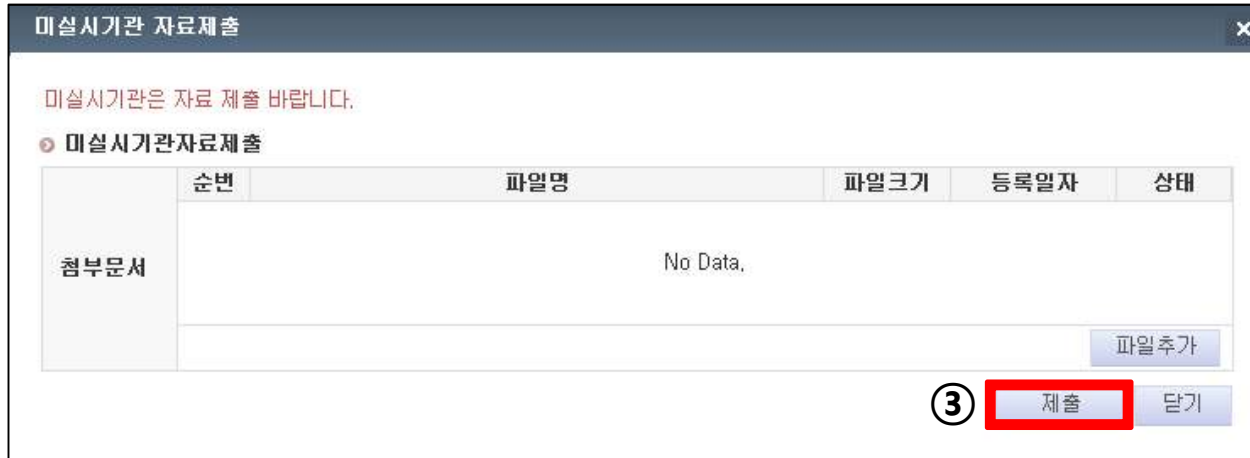 미실시기관 자료제출
미실시기관은 자료 제출 바랍니다.
미실시기관자료제출
순번 파일명 파일크기 등록일자 상태
첨부문서 No Data.
파일추가
③ 제출 닫기